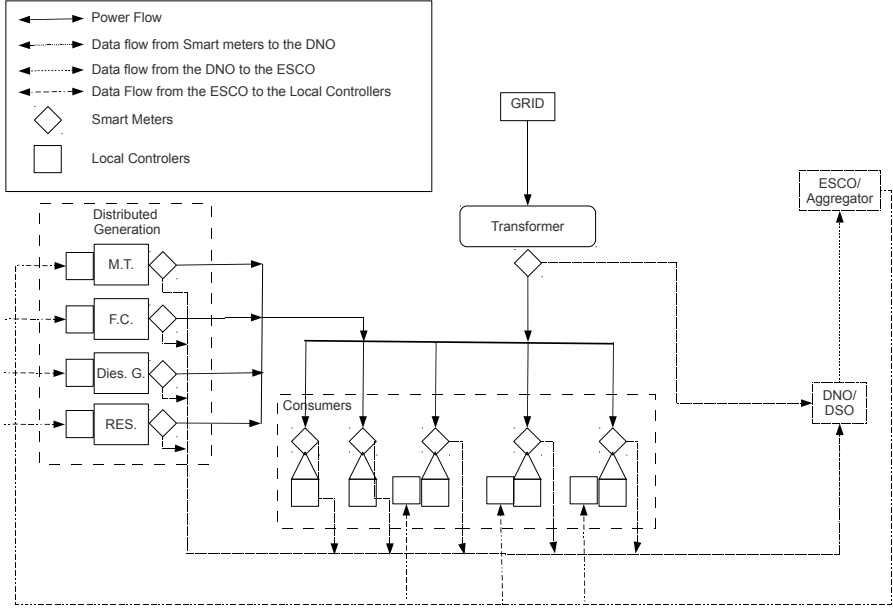 Power Flow
Data flow from Smart meters to the DNO
Data flow from the DNO to the ESCO
Data Flow from the ESCO to the Local Controllers
Smart Meters
Local Controlers
GRID
Transformer
ESCO/
Aggregator
Distributed
Generation
M.T.
F.C.
Dies. G.
RES.
DNO/
DSO
Consumers